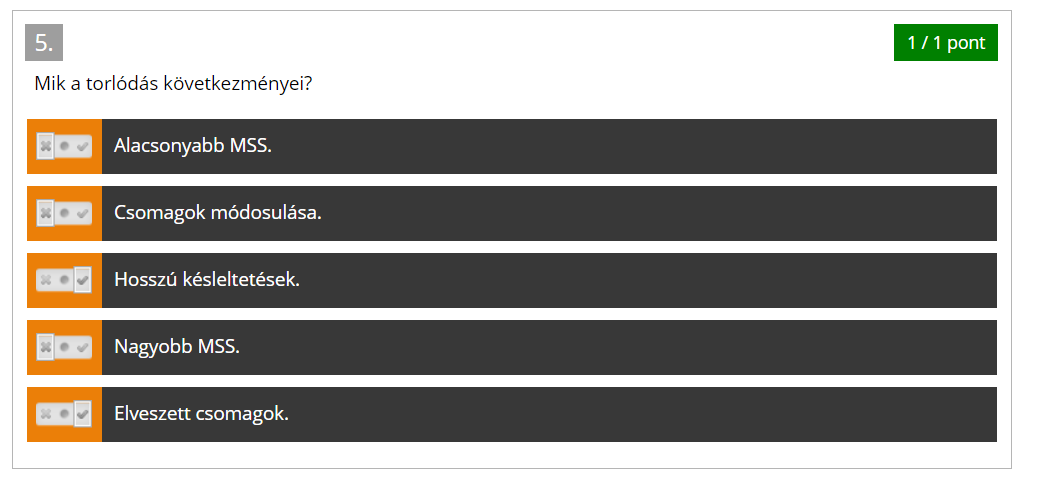 5.
1 / 1 pont
Mik a torlódás következményei?
Alacsonyabb MSS.
Csomagok módosulása.
Hosszú késleltetések.
Nagyobb MSS.
Elveszett csomagok.